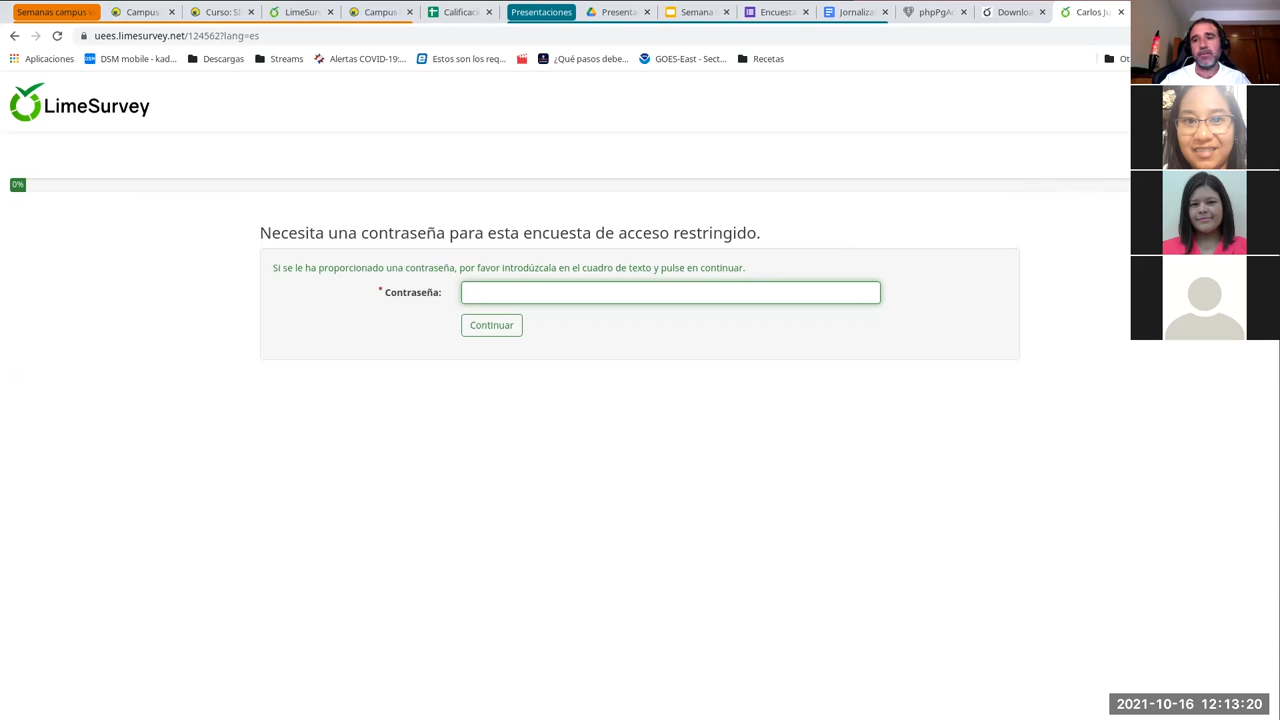 Semanas campus v
Campus
Curso: SI
LimeSurv
Campus
Calificaci
Presentaciones
Presenta
Semana
Encuesta
Jornaliza
phpPgA
Downloa
Carlos Ju
uees.limesurvey.net/124562?lang=es
Aplicaciones
DSM mobile - kad...
Descargas
Streams
Alertas COVID-19:...
Estos son los req...
¿Qué pasos debe...
GOES-East - Sect...
Recetas
Ot
LimeSurvey
0%
Necesita una contraseña para esta encuesta de acceso restringido.
Si se le ha proporcionado una contraseña, por favor introdúzcala en el cuadro de texto y pulse en continuar.
* Contraseña:
Continuar
2021-10-16 12:13:20